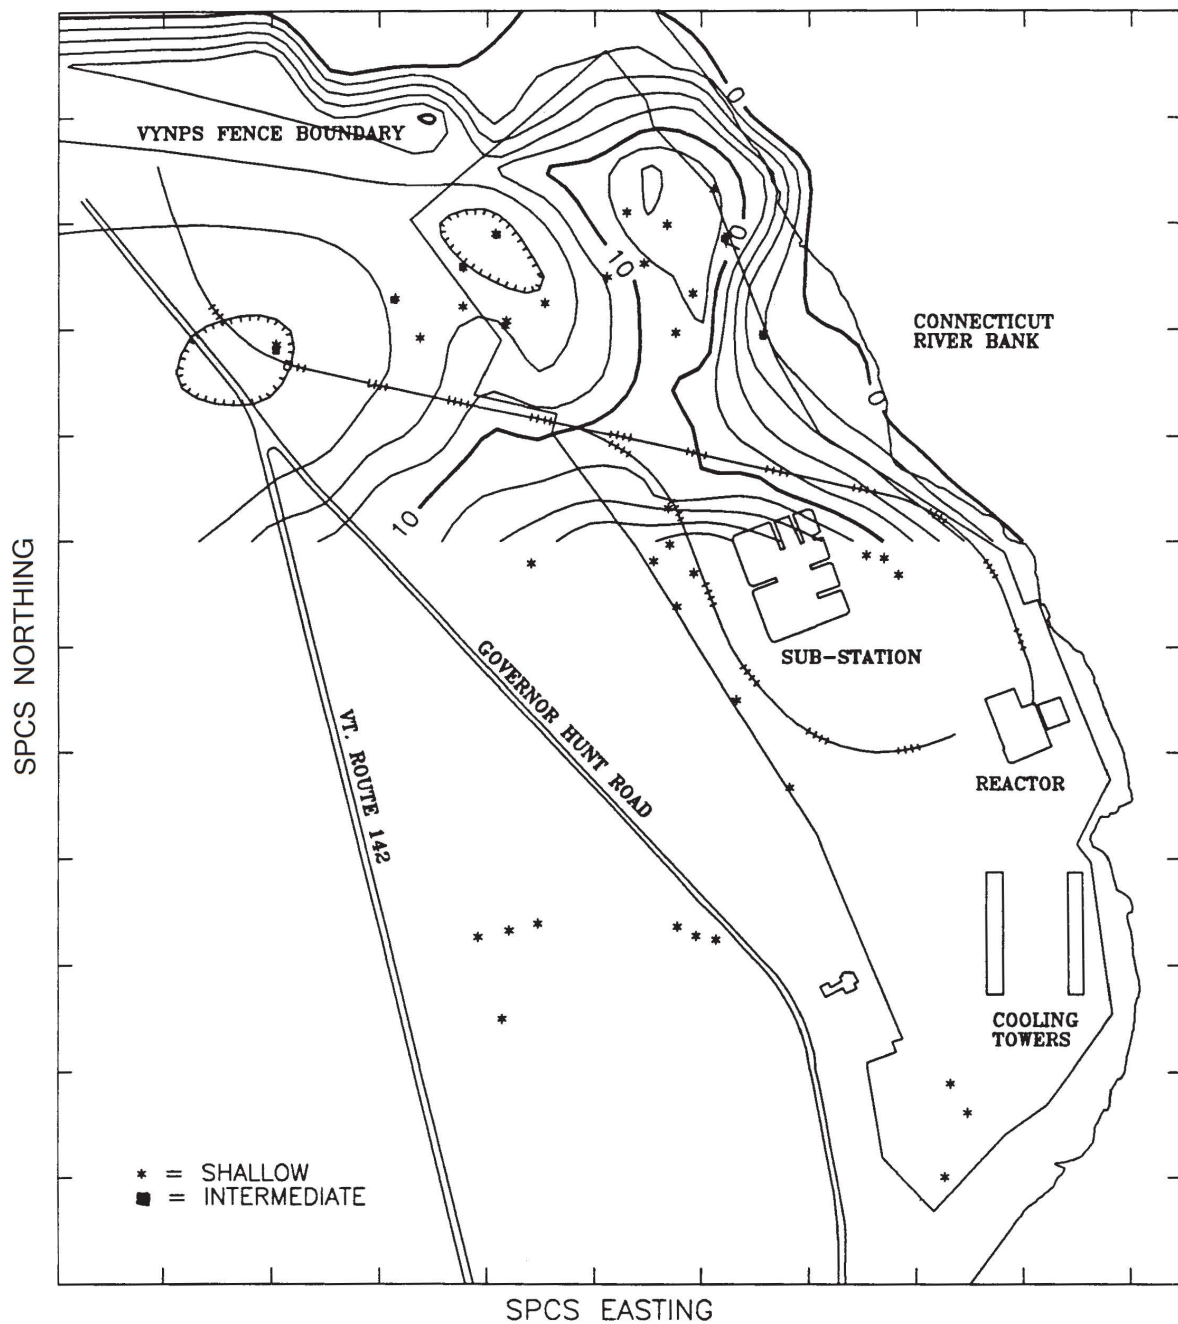 0
VYNPS FENCE BOUNDARY
10
10
CONNECTICUT
RIVER BANK
0
10
SPCS NORTHING
SUB-STATION
GOVERNOR HUNT ROAD
VT. ROUTE 142
REACTOR
COOLING
TOWERS
* = SHALLOW
■ = INTERMEDIATE
SPCS EASTING